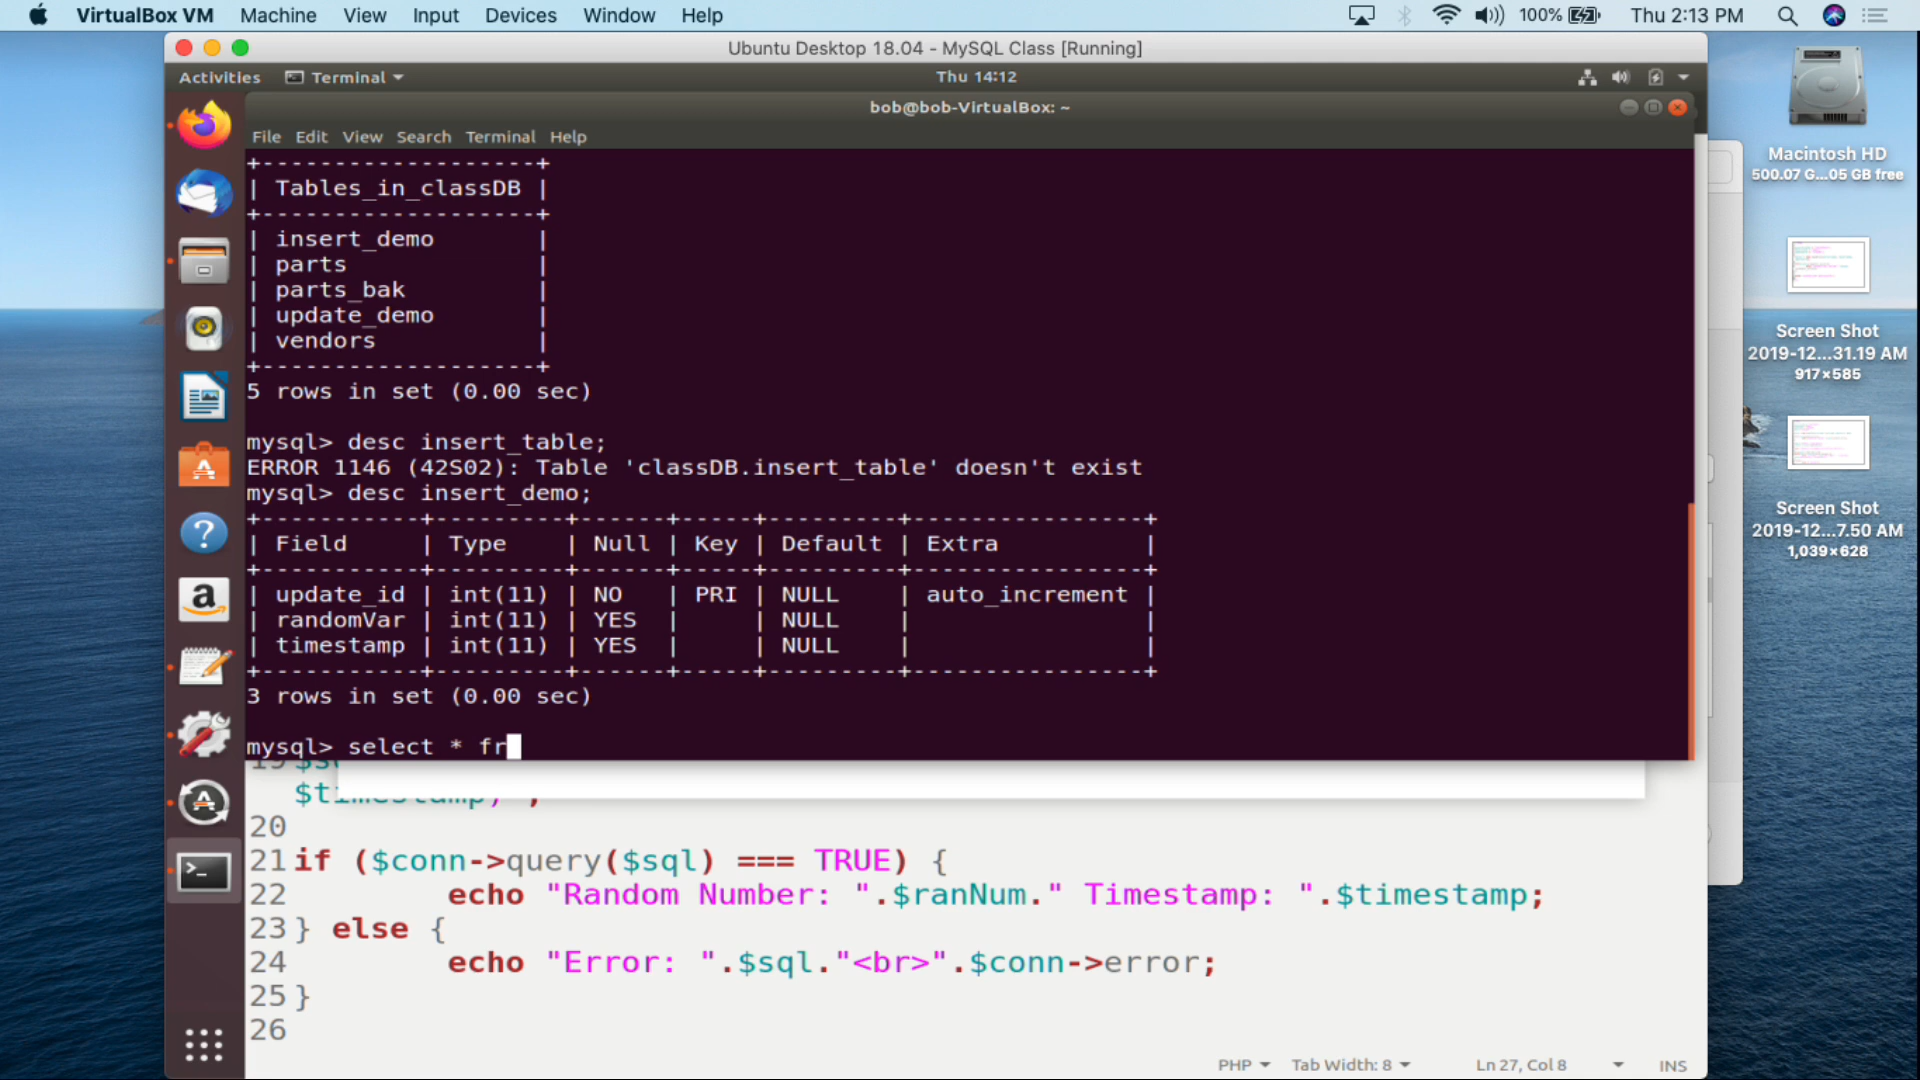 VirtualBox VM Machine View Input Devices Window Help 100% Thu 2:13 PM
Ubuntu Desktop 18.04 - MySQL Class [Running]
Activities Terminal Thu 14:12
bob@bob-VirtualBox: ~
File Edit View Search Terminal Help
+-------------------+
| Tables_in_classDB |
+-------------------+
| insert_demo |
| parts |
| parts_bak |
| update_demo |
| vendors |
+-------------------+
5 rows in set (0.00 sec)
mysql> desc insert_table;
ERROR 1146 (42S02): Table 'classDB.insert_table' doesn't exist
mysql> desc insert_demo;
+-----------+---------+------+-----+---------+----------------+
| Field | Type | Null | Key | Default | Extra |
+-----------+---------+------+-----+---------+----------------+
| update_id | int(11) | NO | PRI | NULL | auto_increment |
| randomVar | int(11) | YES | | NULL | |
| timestamp | int(11) | YES | | NULL | |
+-----------+---------+------+-----+---------+----------------+
3 rows in set (0.00 sec)
mysql> select * fr
19
$timestamp)";
20
21 if ($conn->query($sql) === TRUE) {
22 echo "Random Number: ".$ranNum." Timestamp: ".$timestamp;
23 } else {
24 echo "Error: ".$sql."<br>".$conn->error;
25 }
26
PHP Tab Width: 8 Ln 27, Col 8 INS
Macintosh HD
500.07 G...05 GB free
Screen Shot
2019-12...31.19 AM
917×585
Screen Shot
2019-12...7.50 AM
1,039×628